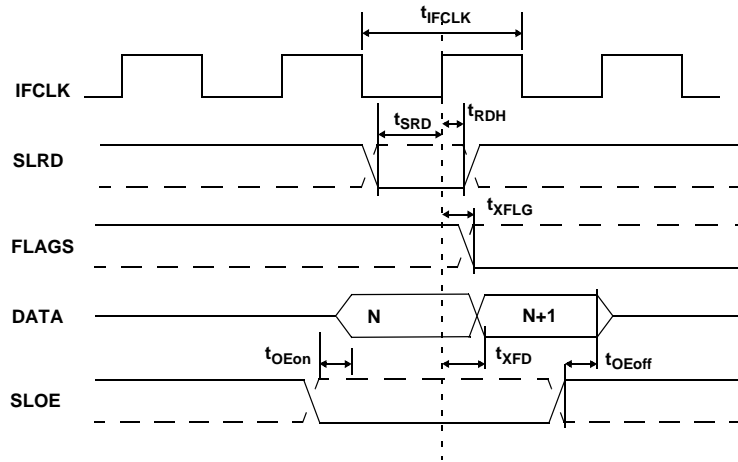 tIFCLK
IFCLK
tSRD
tRDH
SLRD
tXFLG
FLAGS
DATA
N
N+1
tOEon
tXFD
tOEoff
SLOE